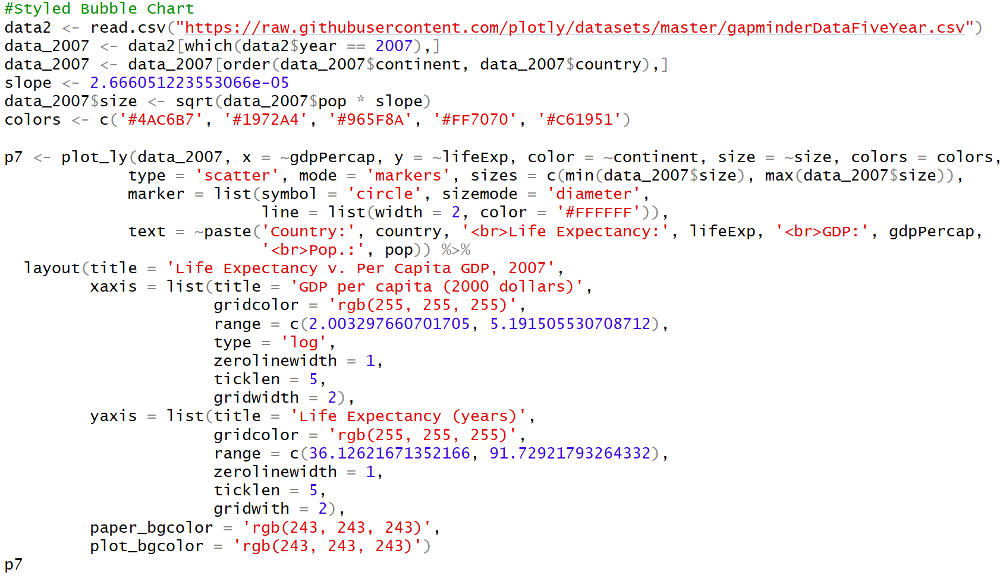 #Styled Bubble Chart
data2 <- read.csv("https://raw.githubusercontent.com/plotly/datasets/master/gapminderDataFiveYear.csv")
data_2007 <- data2[which(data2$year == 2007),]
data_2007 <- data_2007[order(data_2007$continent, data_2007$country),]
slope <- 2.666051223553066e-05
data_2007$size <- sqrt(data_2007$pop * slope)
colors <- c('#4AC6B7', '#1972A4', '#965F8A', '#FF7070', '#C61951')

p7 <- plot_ly(data_2007, x = ~gdpPercap, y = ~lifeExp, color = ~continent, size = ~size, colors = colors,
             type = 'scatter', mode = 'markers', sizes = c(min(data_2007$size), max(data_2007$size)),
             marker = list(symbol = 'circle', sizemode = 'diameter',
                           line = list(width = 2, color = '#FFFFFF')),
             text = ~paste('Country:', country, '<br>Life Expectancy:', lifeExp, '<br>GDP:', gdpPercap,
                           '<br>Pop.:', pop)) %>%
  layout(title = 'Life Expectancy v. Per Capita GDP, 2007',
         xaxis = list(title = 'GDP per capita (2000 dollars)',
                      gridcolor = 'rgb(255, 255, 255)',
                      range = c(2.003297660701705, 5.191505530708712),
                      type = 'log',
                      zerolinewidth = 1,
                      ticklen = 5,
                      gridwidth = 2),
         yaxis = list(title = 'Life Expectancy (years)',
                      gridcolor = 'rgb(255, 255, 255)',
                      range = c(36.12621671352166, 91.72921793264332),
                      zerolinewidth = 1,
                      ticklen = 5,
                      gridwith = 2),
         paper_bgcolor = 'rgb(243, 243, 243)',
         plot_bgcolor = 'rgb(243, 243, 243)')
p7